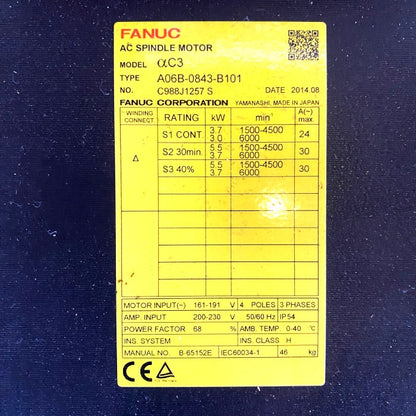 FANUC
AC SPINDLE MOTOR
MODEL αC3
TYPE A06B-0843-B101
NO. C988J1257 S DATE 2014.08
FANUC CORPORATION YAMANASHI, MADE IN JAPAN
WINDING CONNECT RATING kW min⁻¹ A(~) max
Δ S1 CONT. 3.7 1500-4500 24
3.0 6000
S2 30min. 5.5 1500-4500 30
3.7 6000
S3 40% 5.5 1500-4500 30
3.7 6000
MOTOR INPUT(~) 161-191 V 4 POLES 3 PHASES
AMP. INPUT 200-230 V 50/60 Hz IP54
POWER FACTOR 68 % AMB. TEMP. 0-40 ℃
INS. SYSTEM INS. CLASS H
MANUAL NO. B-65152E IEC60034-1 46 kg
CE